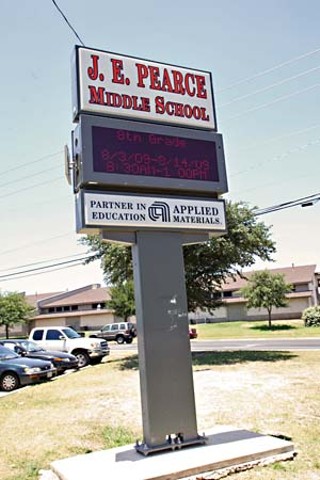 J. E. PEARCE
MIDDLE SCHOOL
8th Grade
8/3/09-8/14/09
8:30AM-1:00PM
PARTNER IN
EDUCATION
APPLIED
MATERIALS